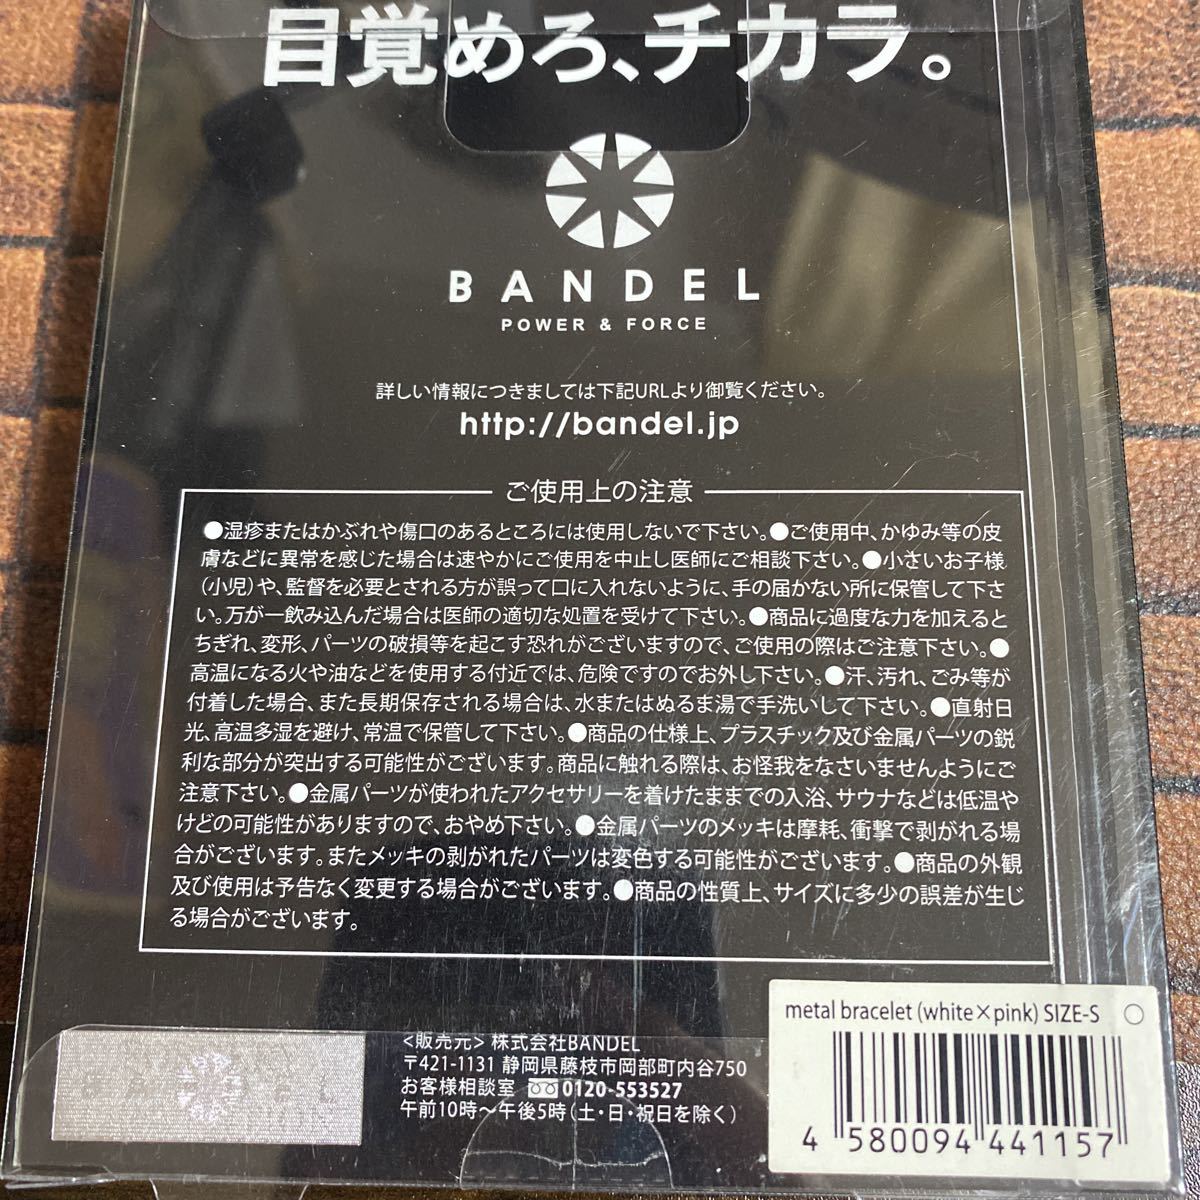 目覚めろ、チカラ。
BANDEL
POWER & FORCE
詳しい情報につきましては下記URLより御覧ください。
http://bandel.jp
ご使用上の注意
●湿疹またはかぶれや傷口のあるところには使用しないで下さい。●ご使用中、かゆみ等の皮
膚などに異常を感じた場合は速やかにご使用を中止し医師にご相談下さい。●小さいお子様
(小児)や、監督を必要とされる方が誤って口に入れないように、手の届かない所に保管して下さ
い。万が一飲み込んだ場合は医師の適切な処置を受けて下さい。●商品に過度な力を加えると
ちぎれ、変形、パーツの破損等を起こす恐れがございますので、ご使用の際はご注意下さい。●
高温になる火や油などを使用する付近では、危険ですのでお外し下さい。●汗、汚れ、ごみ等が
付着した場合、また長期保存される場合は、水またはぬるま湯で手洗いして下さい。●直射日
光、高温多湿を避け、常温で保管して下さい。●商品の仕様上、プラスチック及び金属パーツの鋭
利な部分が突出する可能性がございます。商品に触れる際は、お怪我をなさいませんようにご
注意下さい。●金属パーツが使われたアクセサリーを着けたままでの入浴、サウナなどは低温や
けどの可能性がありますので、おやめ下さい。●金属パーツのメッキは摩耗、衝撃で剥がれる場
合がございます。またメッキの剥がれたパーツは変色する可能性がございます。●商品の外観
及び使用は予告なく変更する場合がございます。●商品の性質上、サイズに多少の誤差が生じ
る場合がございます。
metal bracelet (white×pink) SIZE-S
4 580094 441157
<販売元> 株式会社BANDEL
〒421-1131 静岡県藤枝市岡部町内谷750
お客様相談室 0120-553527
午前10時〜午後5時(土・日・祝日を除く)
BANDEL